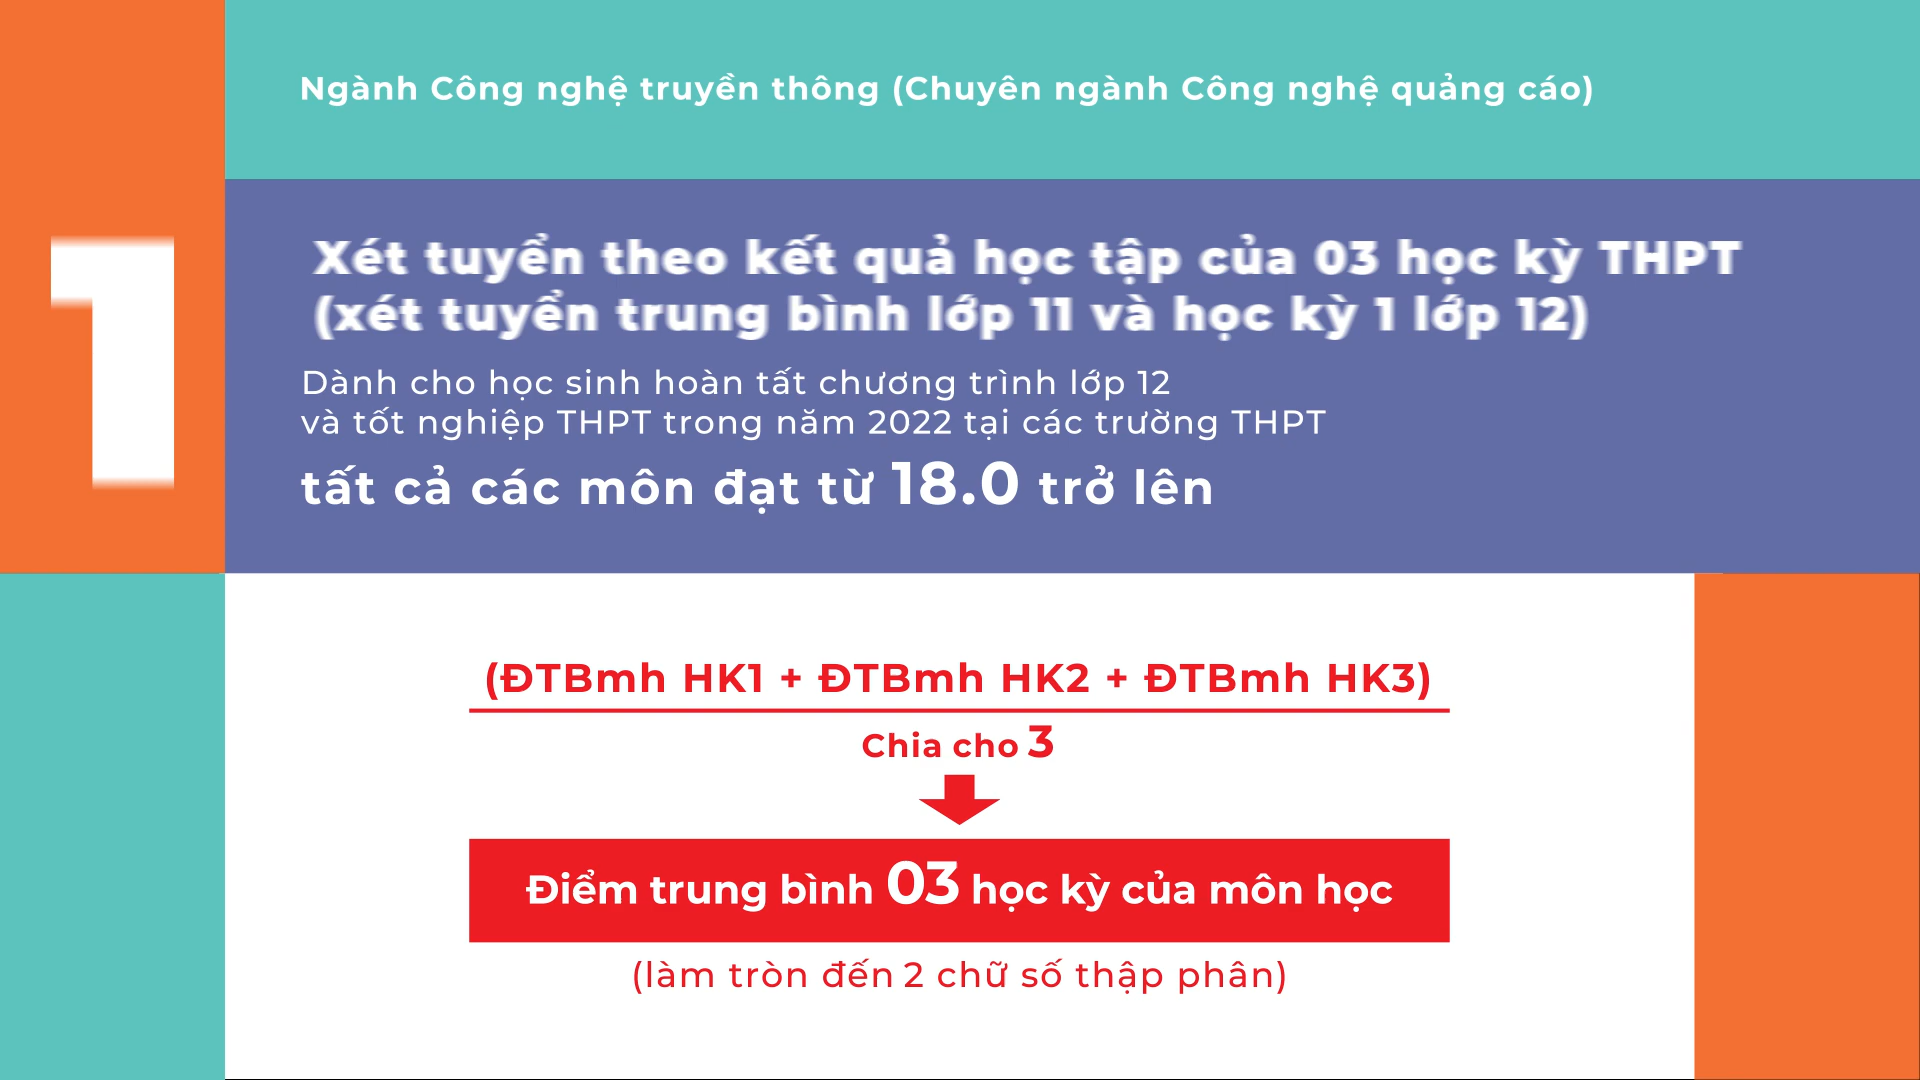 Ngành Công nghệ truyền thông (Chuyên ngành Công nghệ quảng cáo)
1
Xét tuyển theo kết quả học tập của 03 học kỳ THPT
(xét tuyển trung bình lớp 11 và học kỳ 1 lớp 12)
Dành cho học sinh hoàn tất chương trình lớp 12
và tốt nghiệp THPT trong năm 2022 tại các trường THPT
tất cả các môn đạt từ 18.0 trở lên
(ĐTBmh HK1 + ĐTBmh HK2 + ĐTBmh HK3)
Chia cho 3
Điểm trung bình 03 học kỳ của môn học
(làm tròn đến 2 chữ số thập phân)